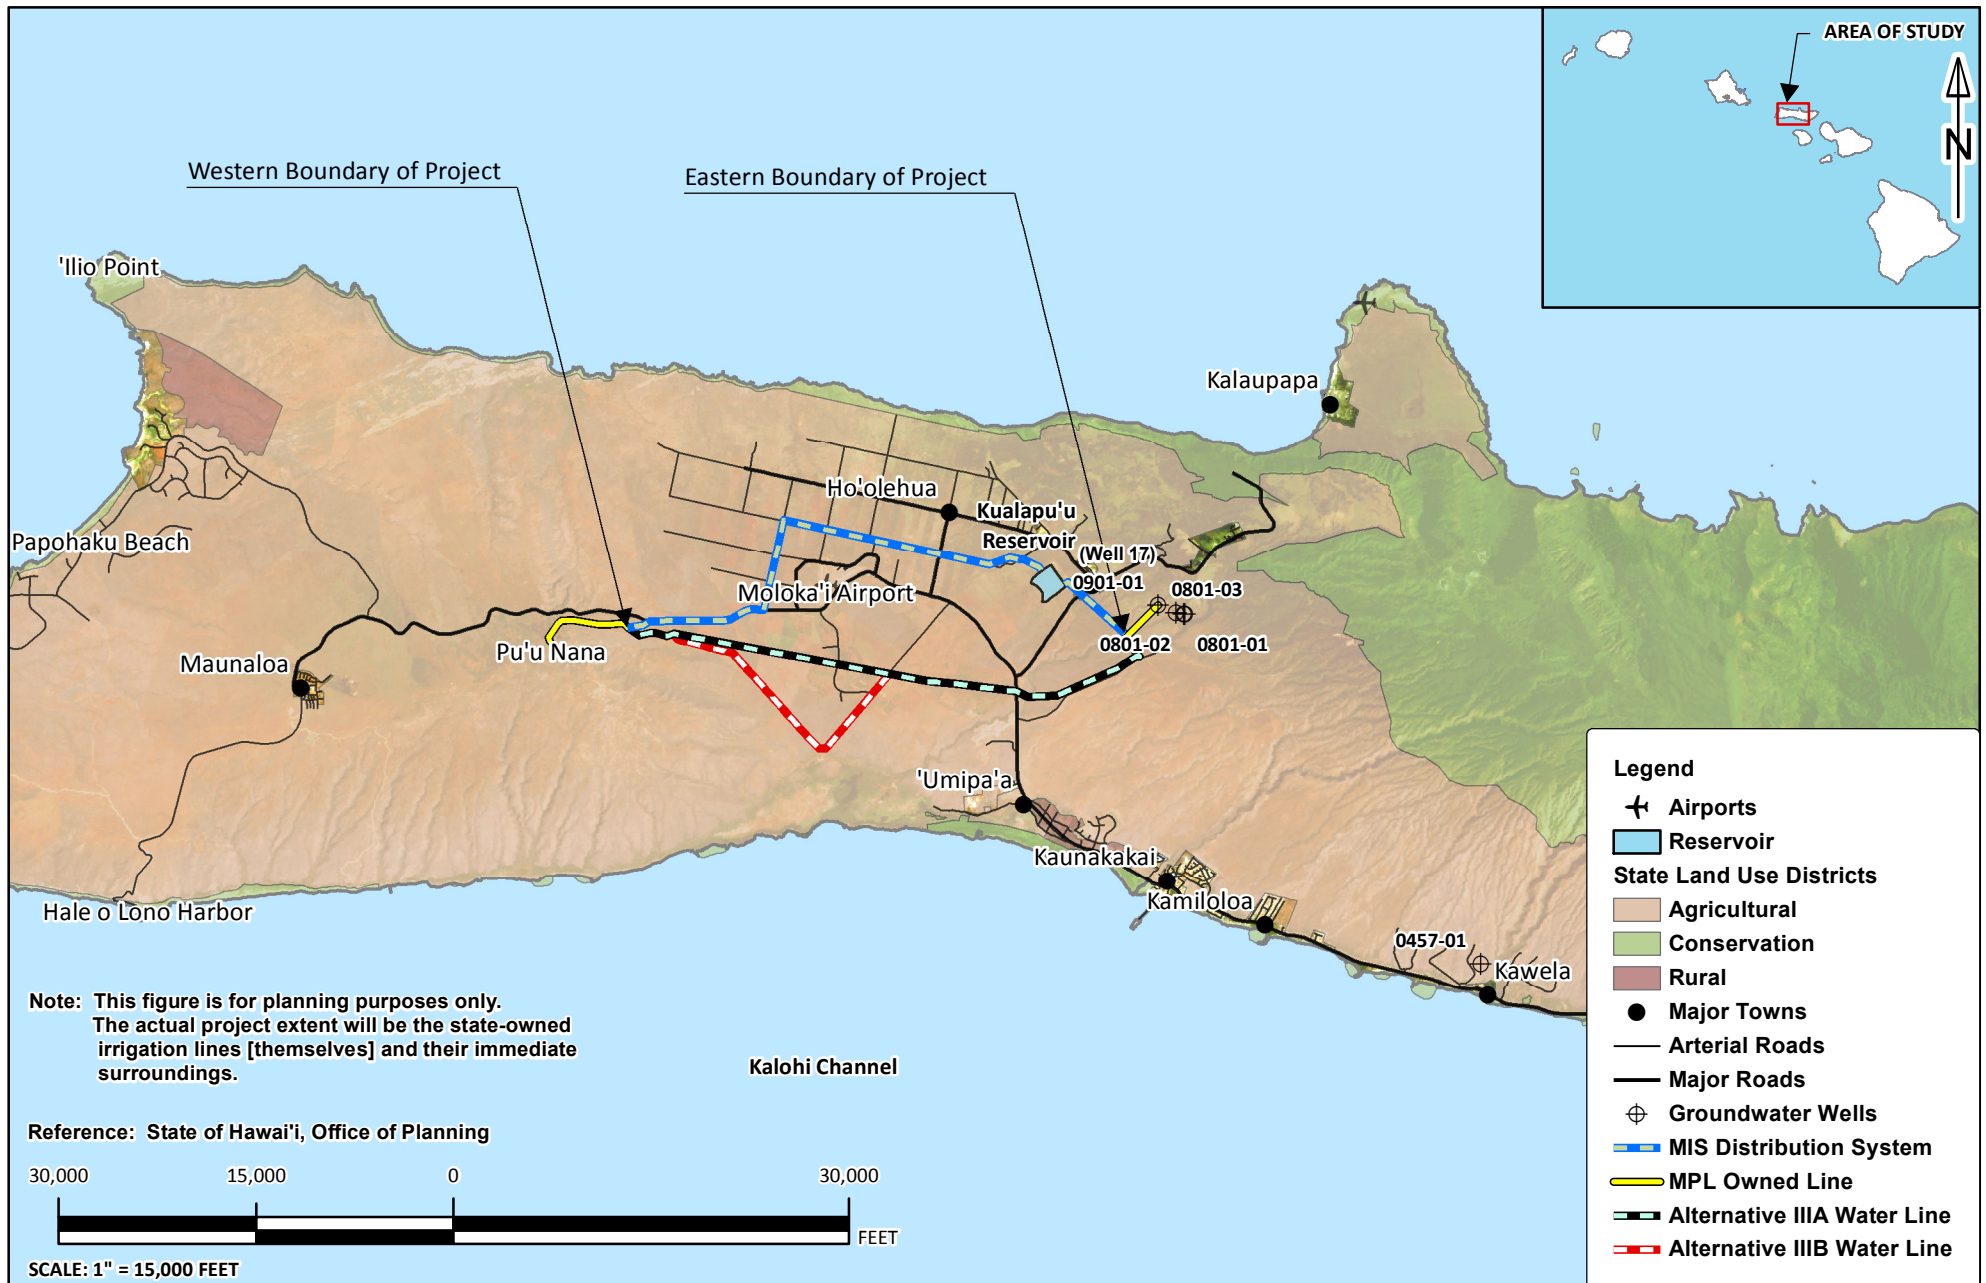 AREA OF STUDY
N
Western Boundary of Project
Eastern Boundary of Project
'Ilio Point
Kalaupapa
Ho'olehua
Kualapu'u
Reservoir
Papohaku Beach
(Well 17)
0901-01
0801-03
Moloka'i Airport
0801-02
0801-01
Pu'u Nana
Maunaloa
'Umipa'a
Kaunakakai
Kamiloloa
Hale o Lono Harbor
0457-01
Kawela
Note: This figure is for planning purposes only.
The actual project extent will be the state-owned
irrigation lines [themselves] and their immediate
surroundings.
Kalohi Channel
Reference: State of Hawai'i, Office of Planning
30,000
15,000
0
30,000
FEET
SCALE: 1" = 15,000 FEET
Legend
Airports
Reservoir
State Land Use Districts
Agricultural
Conservation
Rural
Major Towns
Arterial Roads
Major Roads
Groundwater Wells
MIS Distribution System
MPL Owned Line
Alternative IIIA Water Line
Alternative IIIB Water Line